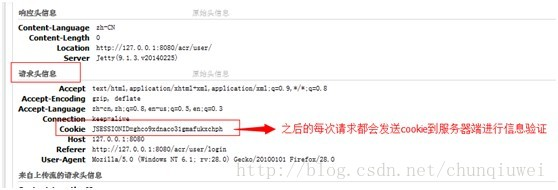 响应头信息 原始头信息
Content-Language zh-CN
Content-Length 0
Location http://127.0.0.1:8080/acr/user/
Server Jetty(9.1.3.v20140225)
请求头信息 原始头信息
Accept text/html,application/xhtml+xml,application/xml;q=0.9,*/*;q=0.8
Accept-Encoding gzip, deflate
Accept-Language zh-cn,zh;q=0.8,en-us;q=0.5,en;q=0.3
Connection keep-alive
Cookie JSESSIONID=ghco9xdnaco31gmafukxchph 之后的每次请求都会发送cookie到服务器端进行信息验证
Host 127.0.0.1:8080
Referer http://127.0.0.1:8080/acr/user/login
User-Agent Mozilla/5.0 (Windows NT 6.1; rv:28.0) Gecko/20100101 Firefox/28.0
来自上传流的请求头信息
http://blog.csdn.net/chunqiuwei